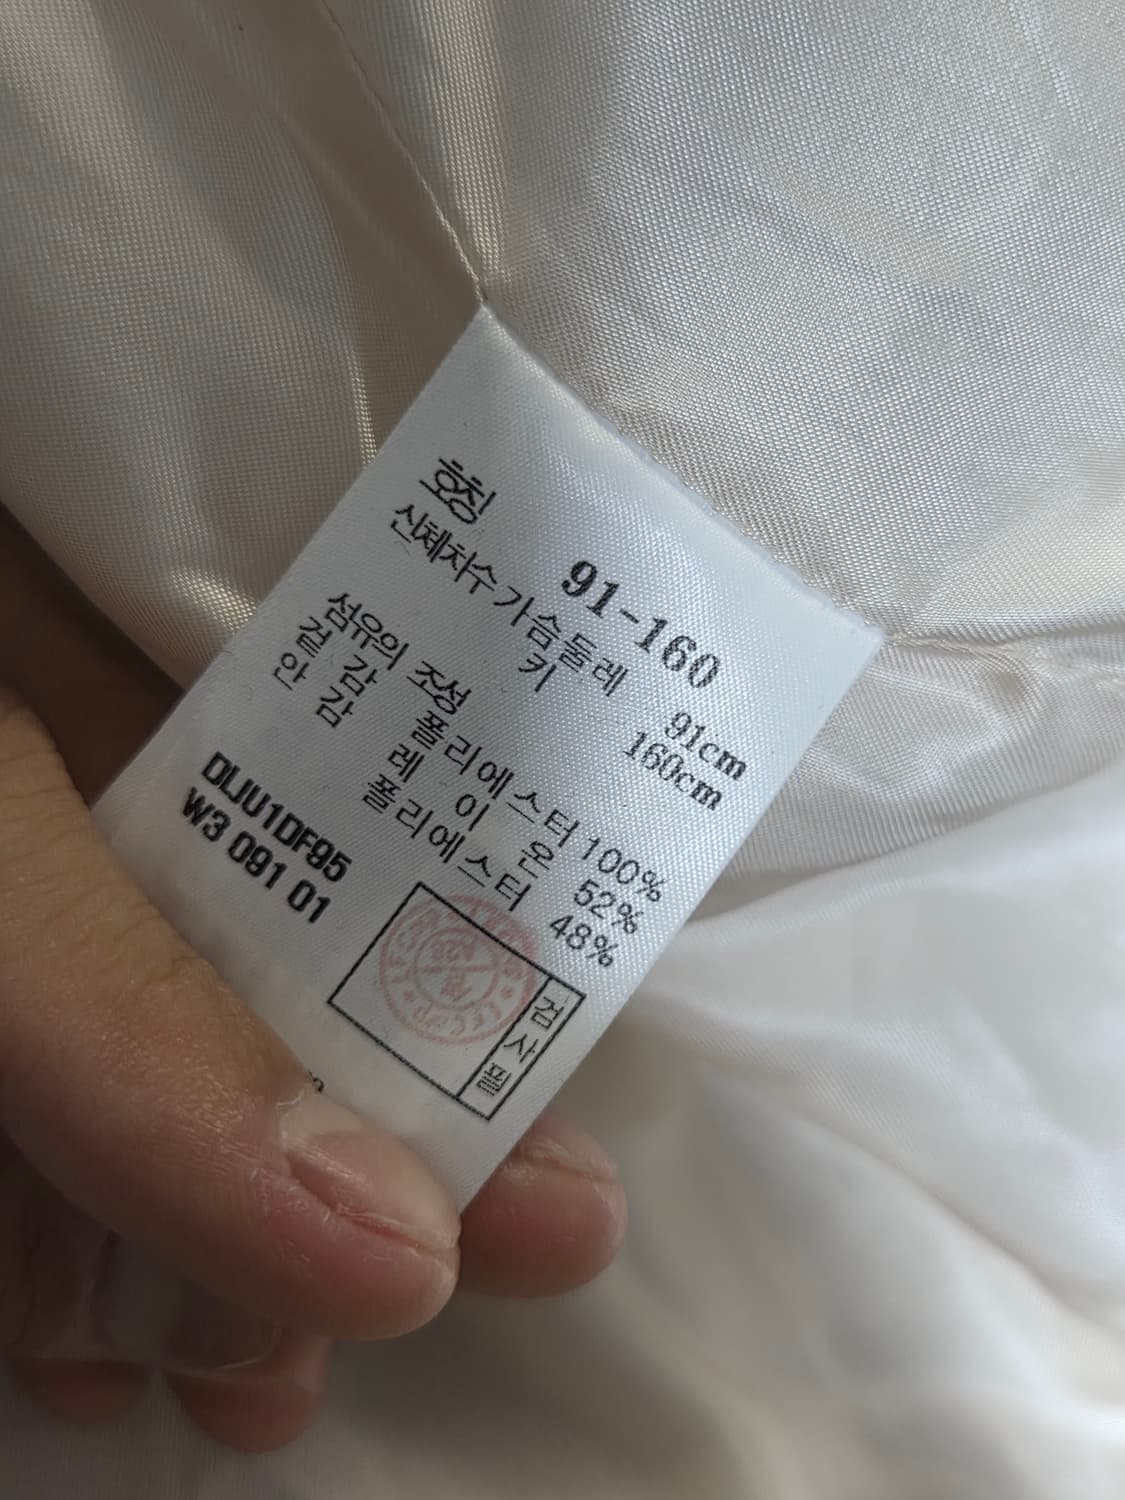 호칭 91-160
신체치수 가슴둘레 91cm
키 160cm
섬유의 조성
겉감 폴리에스터 100%
안감 레이온 52%
폴리에스터 48%
DLJU1DF95
W3 091 01
검사필